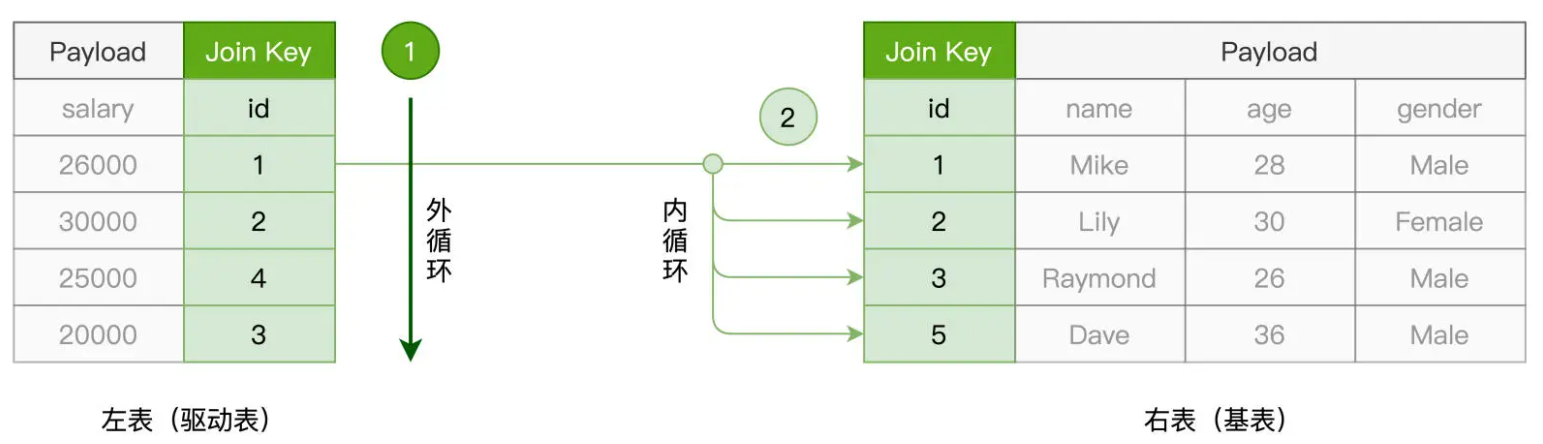 Payload Join Key 1 Join Key Payload
salary id 2 id name age gender
26000 1 1 Mike 28 Male
30000 2 外循环 内循环 2 Lily 30 Female
25000 4 3 Raymond 26 Male
20000 3 5 Dave 36 Male
左表（驱动表） 右表（基表）